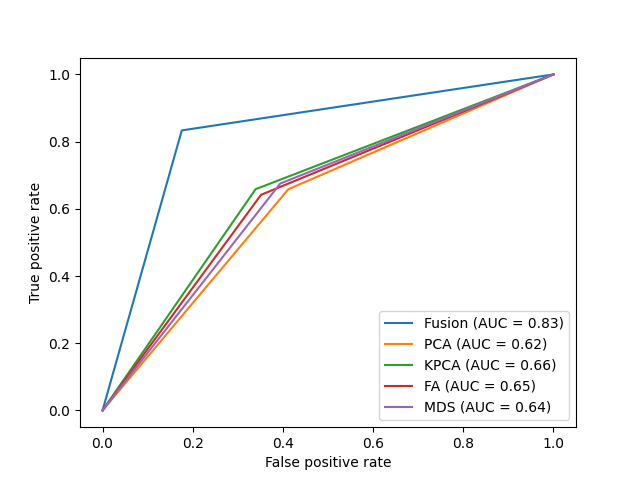 1.0
0.8
0.6
0.4
0.2
0.0
True positive rate
0.0 0.2 0.4 0.6 0.8 1.0
False positive rate
Fusion (AUC = 0.83)
PCA (AUC = 0.62)
KPCA (AUC = 0.66)
FA (AUC = 0.65)
MDS (AUC = 0.64)